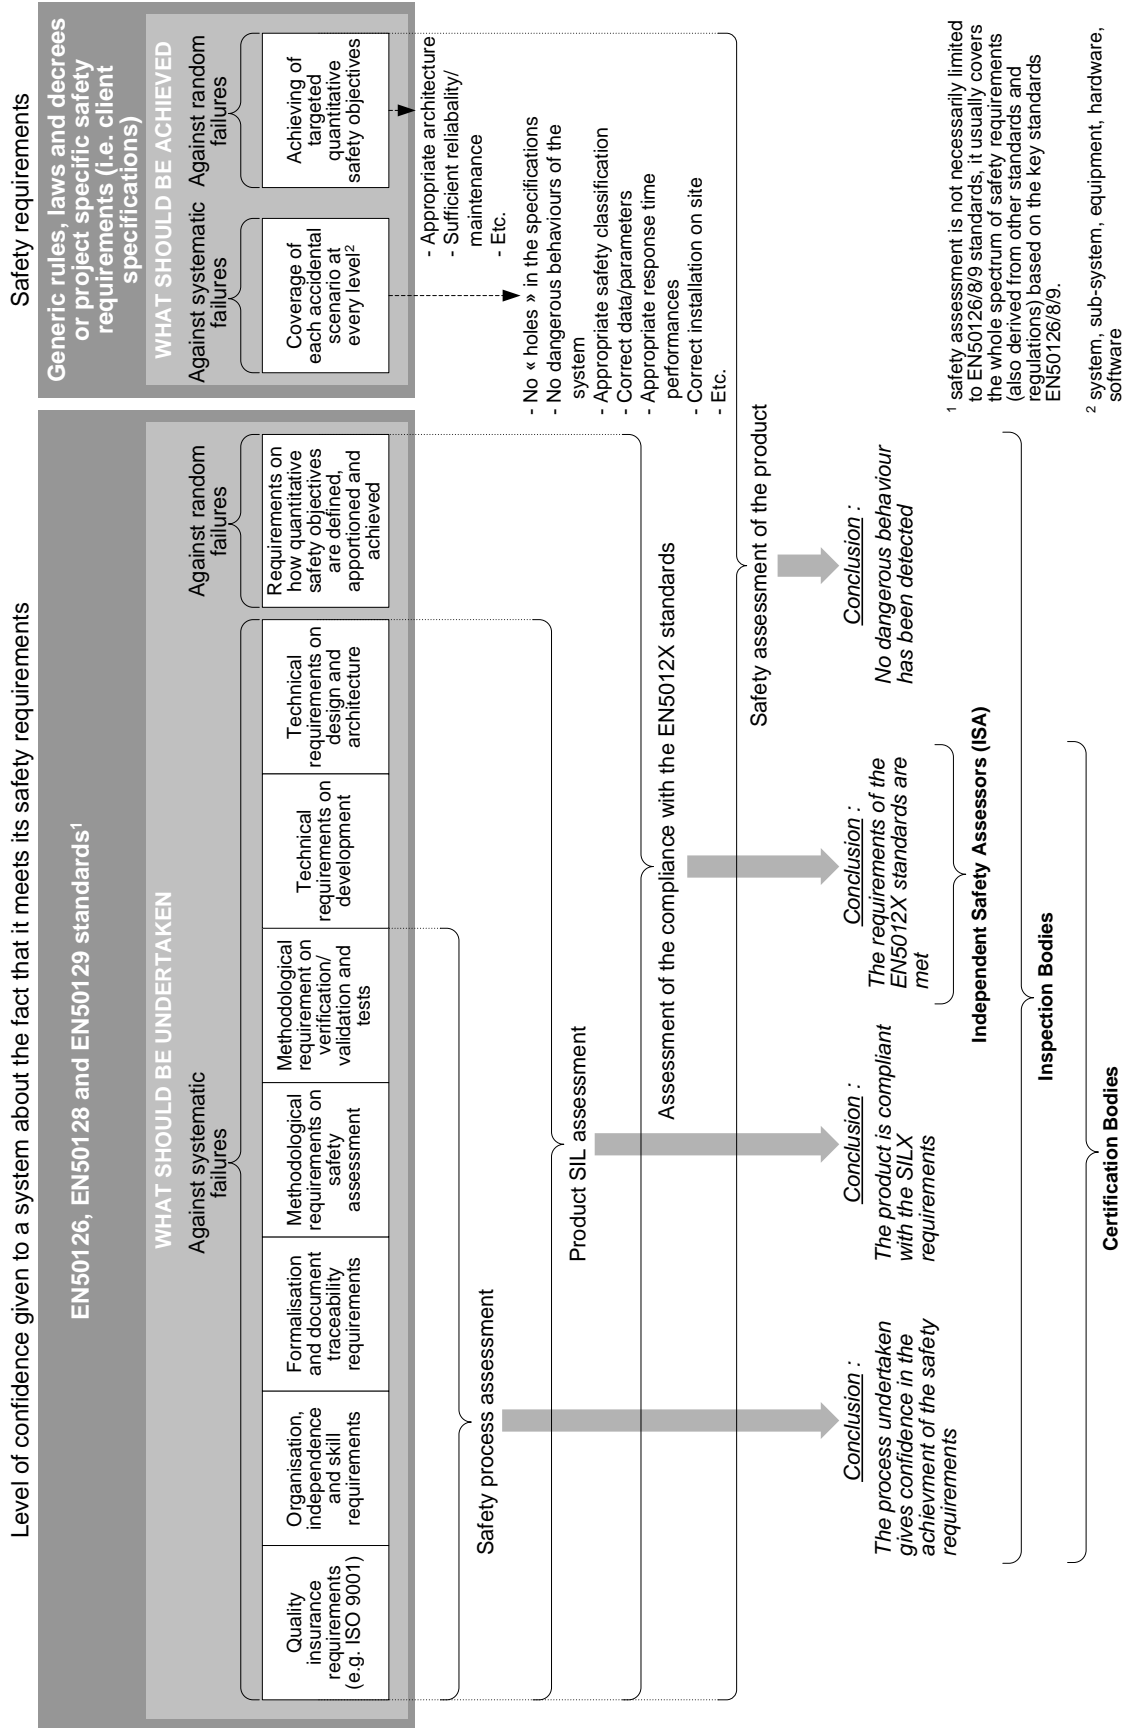 Level of confidence given to a system about the fact that it meets its safety requirements
Safety requirements
EN50126, EN50128 and EN50129 standards¹
Generic rules, laws and decrees
or project specific safety
requirements (i.e. client
specifications)
WHAT SHOULD BE UNDERTAKEN
WHAT SHOULD BE ACHIEVED
Against systematic
failures
Against random
failures
Against systematic
failures
Against random
failures
Quality
insurance
requirements
(e.g. ISO 9001)
Organisation,
independence
and skill
requirements
Formalisation
and document
traceability
requirements
Methodological
requirements on
safety
assessment
Methodological
requirement on
verification/
validation and
tests
Technical
requirements on
development
Technical
requirements on
design and
architecture
Requirements on
how quantitative
safety objectives
are defined,
apportioned and
achieved
Coverage of
each accidental
scenario at
every level²
Achieving of
targeted
quantitative
safety objectives
- Appropriate architecture
- Sufficient reliability/
maintenance
- Etc.
- No « holes » in the specifications
- No dangerous behaviours of the
system
- Appropriate safety classification
- Correct data/parameters
- Appropriate response time
performances
- Correct installation on site
- Etc.
Safety process assessment
Product SIL assessment
Assessment of the compliance with the EN5012X standards
Safety assessment of the product
Conclusion :
The process undertaken
gives confidence in the
achievment of the safety
requirements
Conclusion :
The product is compliant
with the SILX
requirements
Conclusion :
The requirements of the
EN5012X standards are
met
Conclusion :
No dangerous behaviour
has been detected
Independent Safety Assessors (ISA)
Inspection Bodies
Certification Bodies
¹ safety assessment is not necessarily limited
to EN50126/8/9 standards, it usually covers
the whole spectrum of safety requirements
(also derived from other standards and
regulations) based on the key standards
EN50126/8/9.
² system, sub-system, equipment, hardware,
software